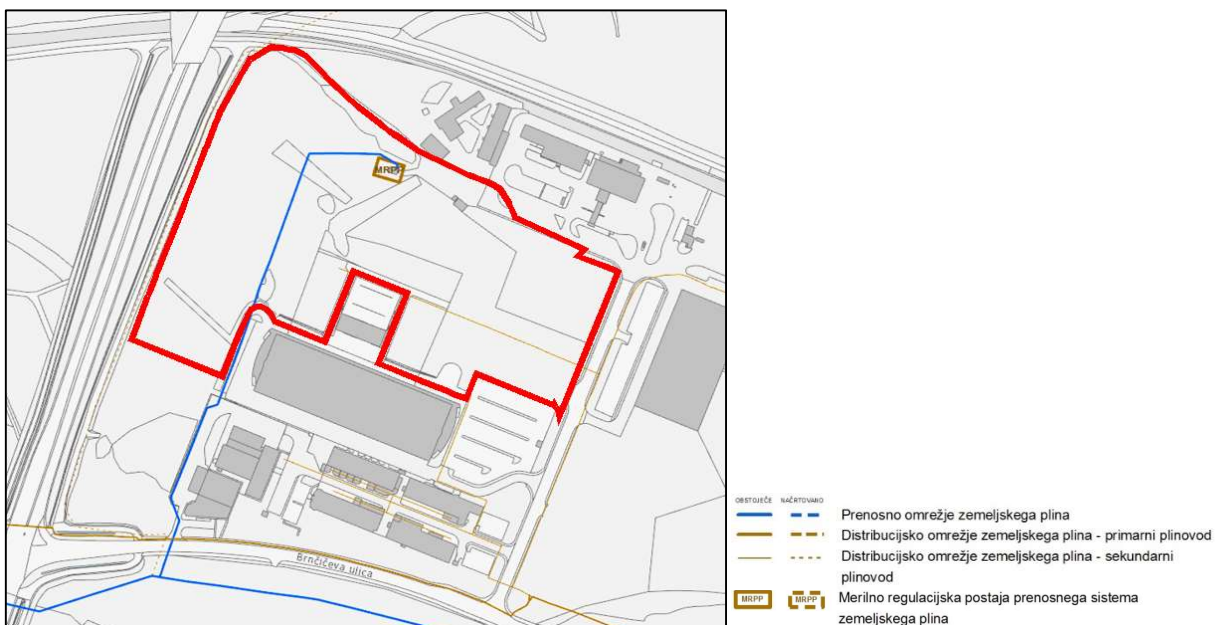 MRPP
Brnčičeva ulica
OBSTOJEČE NAČRTOVANO
Prenosno omrežje zemeljskega plina
Distribucijsko omrežje zemeljskega plina - primarni plinovod
Distribucijsko omrežje zemeljskega plina - sekundarni
plinovod
MRPP MRPP Merilno regulacijska postaja prenosnega sistema
zemeljskega plina